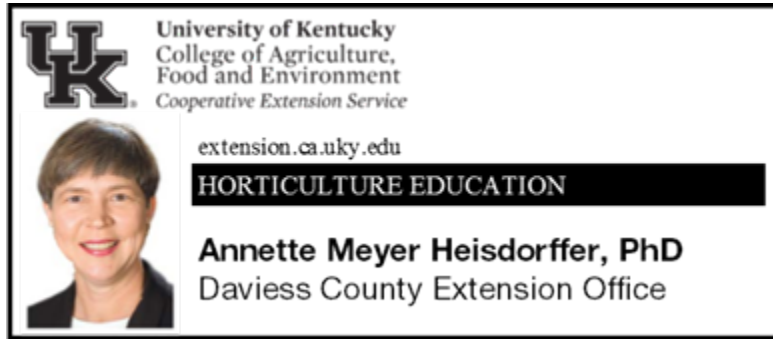 UK
University of Kentucky
College of Agriculture,
Food and Environment
Cooperative Extension Service
extension.ca.uky.edu
HORTICULTURE EDUCATION
Annette Meyer Heisdorffer, PhD
Daviess County Extension Office